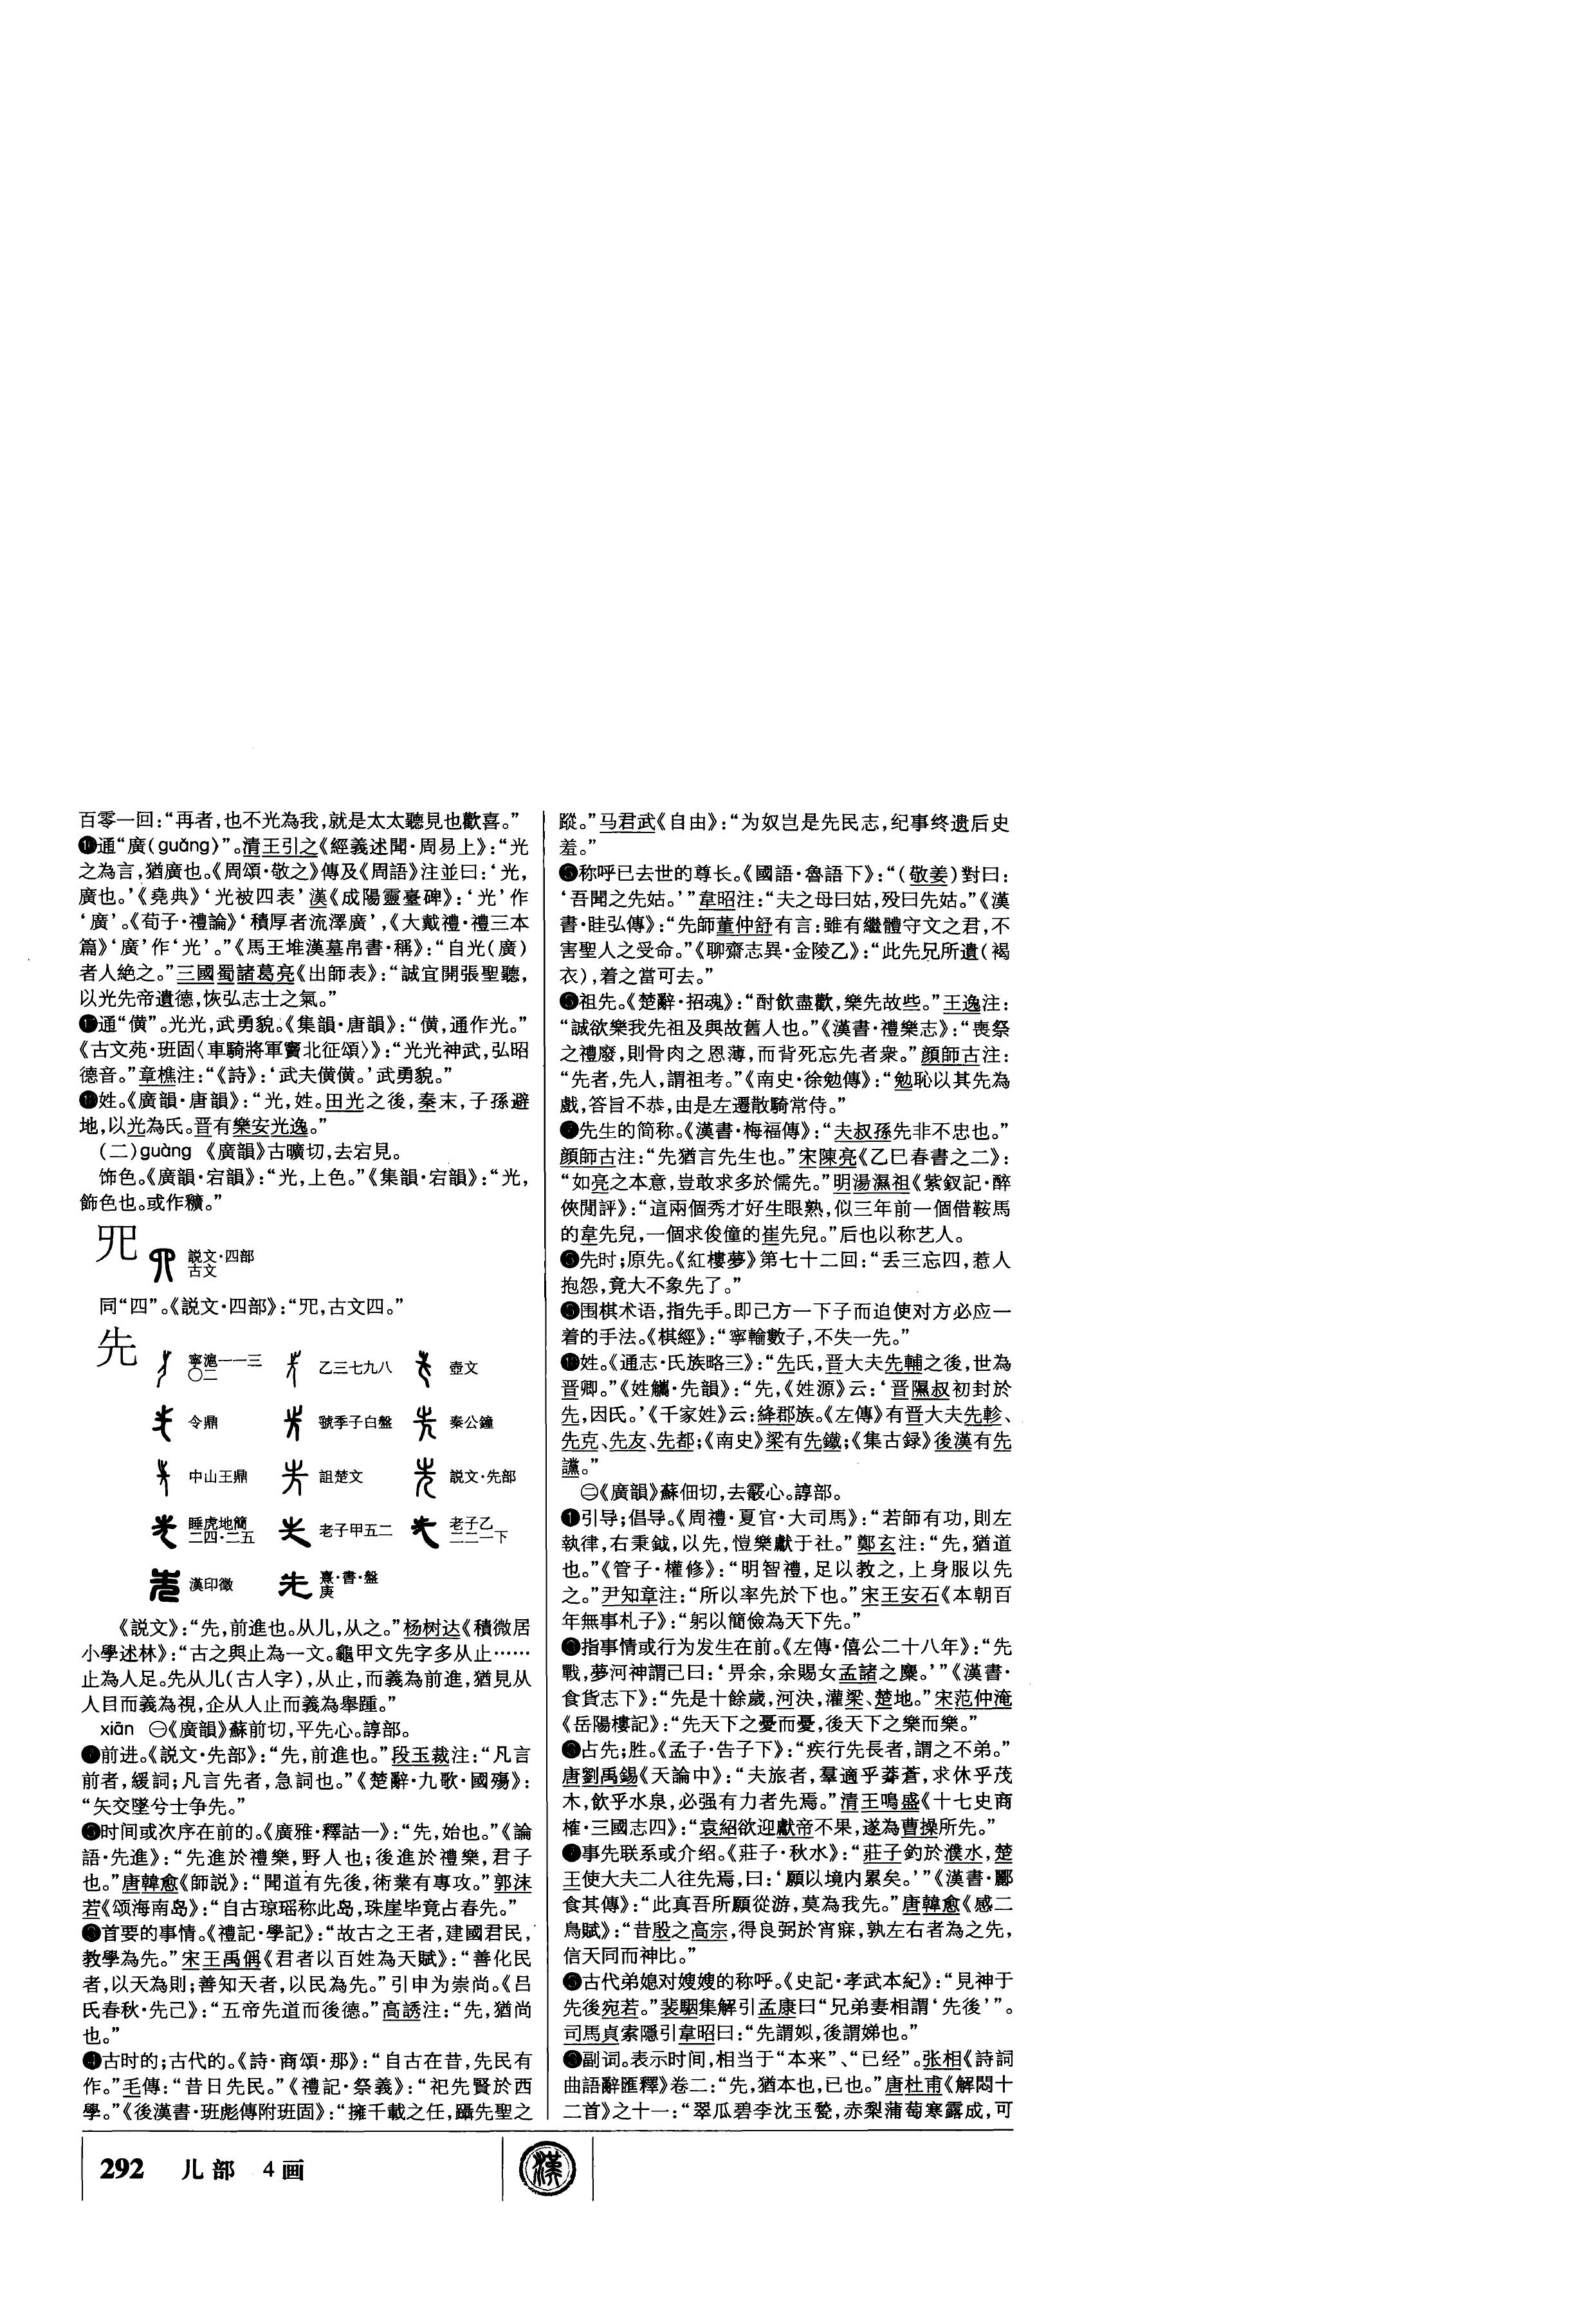 百零一回：“再者，也不光為我，就是太太聽見也歡喜。”
⓰通“廣(guǎng)”。清王引之《經義述聞·周易上》：“光
之為言，猶廣也。《周頌·敬之》傳及《周語》注並曰：‘光，
廣也。’《堯典》‘光被四表’漢《成陽靈臺碑》：‘光’作
‘廣’。《荀子·禮論》‘積厚者流澤廣’，《大戴禮·禮三本
篇》‘廣’作‘光’。”《馬王堆漢墓帛書·稱》：“自光(廣)
者人絶之。”三國蜀諸葛亮《出師表》：“誠宜開張聖聽，
以光先帝遺德，恢弘志士之氣。”
⓱通“僙”。光光，武勇貌。《集韻·唐韻》：“僙，通作光。”
《古文苑·班固〈車騎將軍竇北征頌〉》：“光光神武，弘昭
德音。”章樵注：“《詩》：‘武夫僙僙。’武勇貌。”
⓲姓。《廣韻·唐韻》：“光，姓。田光之後，秦末，子孫避
地，以光為氏。晋有樂安光逸。”
(二)guàng 《廣韻》古曠切，去宕見。
饰色。《廣韻·宕韻》：“光，上色。”《集韻·宕韻》：“光，
飾色也。或作䊯。”
𠒇 説文·四部
古文
同“四”。《説文·四部》：“𠒇，古文四。”
先
寧滬一一三〇二 乙三七九八 壺文
令鼎 虢季子白盤 秦公鐘
中山王鼎 詛楚文 説文·先部
睡虎地簡二四·二五 老子甲五二 老子乙二二一下
漢印徵 熹·書·盤庚
《説文》：“先，前進也。从儿，从之。”杨树达《積微居
小學述林》：“古之與止為一文。龜甲文先字多从止……
止為人足。先从儿(古人字)，从止，而義為前進，猶見从
人目而義為視，企从人止而義為舉踵。”
xiān ㊀《廣韻》蘇前切，平先心。諄部。
❶前进。《説文·先部》：“先，前進也。”段玉裁注：“凡言
前者，緩詞；凡言先者，急詞也。”《楚辭·九歌·國殤》：
“矢交墜兮士争先。”
❷时间或次序在前的。《廣雅·釋詁一》：“先，始也。”《論
語·先進》：“先進於禮樂，野人也；後進於禮樂，君子
也。”唐韓愈《師説》：“聞道有先後，術業有專攻。”郭沫
若《颂海南岛》：“自古琼瑶称此岛，珠崖毕竟占春先。”
❸首要的事情。《禮記·學記》：“故古之王者，建國君民，
教學為先。”宋王禹偁《君者以百姓為天賦》：“善化民
者，以天為則；善知天者，以民為先。”引申为崇尚。《吕
氏春秋·先己》：“五帝先道而後德。”高誘注：“先，猶尚
也。”
❹古时的；古代的。《詩·商頌·那》：“自古在昔，先民有
作。”毛傳：“昔日先民。”《禮記·祭義》：“祀先賢於西
學。”《後漢書·班彪傳附班固》：“擁千載之任，躡先聖之
蹤。”马君武《自由》：“为奴岂是先民志，纪事终遗后史
羞。”
❺称呼已去世的尊长。《國語·魯語下》：“(敬姜)對曰：
‘吾聞之先姑。’”韋昭注：“夫之母曰姑，殁曰先姑。”《漢
書·眭弘傳》：“先師董仲舒有言：雖有繼體守文之君，不
害聖人之受命。”《聊齋志異·金陵乙》：“此先兄所遺(褐
衣)，着之當可去。”
❻祖先。《楚辭·招魂》：“酎飲盡歡，樂先故些。”王逸注：
“誠欲樂我先祖及與故舊人也。”《漢書·禮樂志》：“喪祭
之禮廢，則骨肉之恩薄，而背死忘先者衆。”顔師古注：
“先者，先人，謂祖考。”《南史·徐勉傳》：“勉恥以其先為
戲，答旨不恭，由是左遷散騎常侍。”
❼先生的简称。《漢書·梅福傳》：“夫叔孫先非不忠也。”
顔師古注：“先猶言先生也。”宋陳亮《乙巳春書之二》：
“如亮之本意，豈敢求多於儒先。”明湯濕祖《紫釵記·醉
俠閒評》：“這兩個秀才好生眼熟，似三年前一個借鞍馬
的韋先兒，一個求俊僮的崔先兒。”后也以称艺人。
❽先时；原先。《紅樓夢》第七十二回：“丢三忘四，惹人
抱怨，竟大不象先了。”
❾围棋术语，指先手。即己方一下子而迫使对方必应一
着的手法。《棋經》：“寧輸數子，不失一先。”
❿姓。《通志·氏族略三》：“先氏，晋大夫先輔之後，世為
晋卿。”《姓觿·先韻》：“先，《姓源》云：‘晋隰叔初封於
先，因氏。’《千家姓》云：絳郡族。《左傳》有晋大夫先軫、
先克、先友、先都；《南史》梁有先鐵；《集古録》後漢有先
讜。”
㊁《廣韻》蘇佃切，去霰心。諄部。
❶引导；倡导。《周禮·夏官·大司馬》：“若師有功，則左
執律，右秉鉞，以先，愷樂獻于社。”鄭玄注：“先，猶道
也。”《管子·權修》：“明智禮，足以教之，上身服以先
之。”尹知章注：“所以率先於下也。”宋王安石《本朝百
年無事札子》：“躬以簡儉為天下先。”
❷指事情或行为发生在前。《左傳·僖公二十八年》：“先
戰，夢河神謂己曰：‘畀余，余賜女孟諸之麋。’”《漢書·
食貨志下》：“先是十餘歲，河決，灌梁、楚地。”宋范仲淹
《岳陽樓記》：“先天下之憂而憂，後天下之樂而樂。”
❸占先；胜。《孟子·告子下》：“疾行先長者，謂之不弟。”
唐劉禹錫《天論中》：“夫旅者，羣適乎莽蒼，求休乎茂
木，飲乎水泉，必强有力者先焉。”清王鳴盛《十七史商
榷·三國志四》：“袁紹欲迎獻帝不果，遂為曹操所先。”
❹事先联系或介绍。《莊子·秋水》：“莊子釣於濮水，楚
王使大夫二人往先焉，曰：‘願以境内累矣。’”《漢書·酈
食其傳》：“此真吾所願從游，莫為我先。”唐韓愈《感二
鳥賦》：“昔殷之高宗，得良弼於宵寐，孰左右者為之先，
信天同而神比。”
❺古代弟媳对嫂嫂的称呼。《史記·孝武本紀》：“見神于
先後宛若。”裴駰集解引孟康曰“兄弟妻相謂‘先後’”。
司馬貞索隱引韋昭曰：“先謂姒，後謂娣也。”
❻副词。表示时间，相当于“本来”、“已经”。张相《詩詞
曲語辭匯釋》卷二：“先，猶本也，已也。”唐杜甫《解悶十
二首》之十一：“翠瓜碧李沈玉甃，赤梨蒲萄寒露成，可
292 儿部 4画
漢